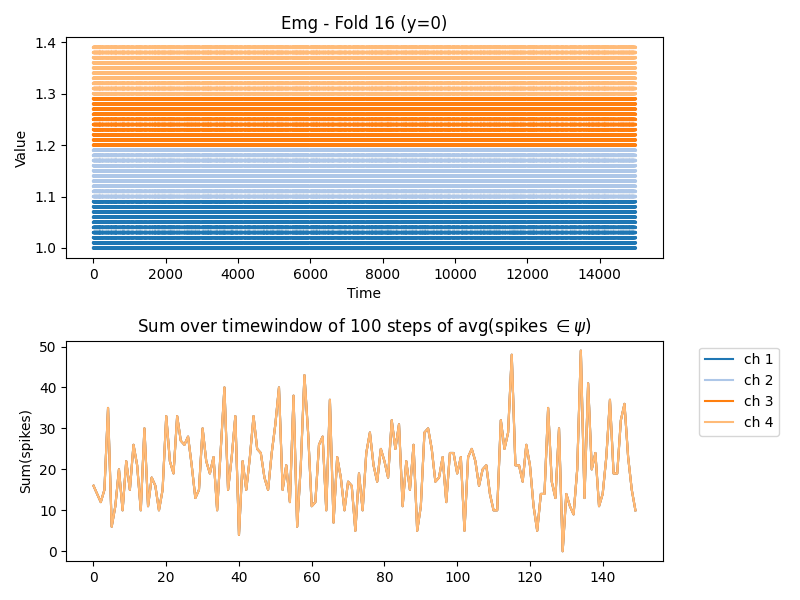 Emg - Fold 16 (y=0)
1.4
1.3
1.2
1.1
1.0
Value
0 2000 4000 6000 8000 10000 12000 14000
Time
Sum over timewindow of 100 steps of avg(spikes ∈ ψ)
50
40
30
20
10
0
Sum(spikes)
0 20 40 60 80 100 120 140
ch 1
ch 2
ch 3
ch 4